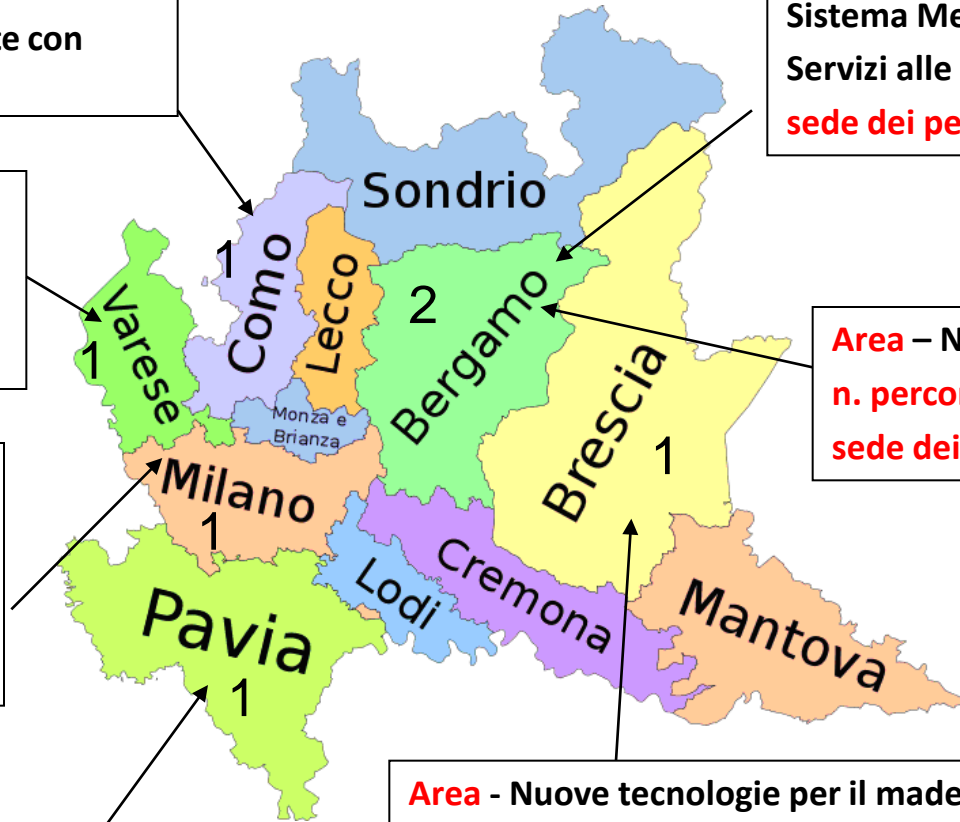 te con
Sistema Me
Servizi alle
sede dei pe
Sondrio
1
Como
Lecco
2
Bergamo
Varese
1
Area – N
n. perco
sede dei
Brescia
1
Monza e
Brianza
Milano
1
Cremona
Lodi
Mantova
Pavia
1
Area - Nuove tecnologie per il made